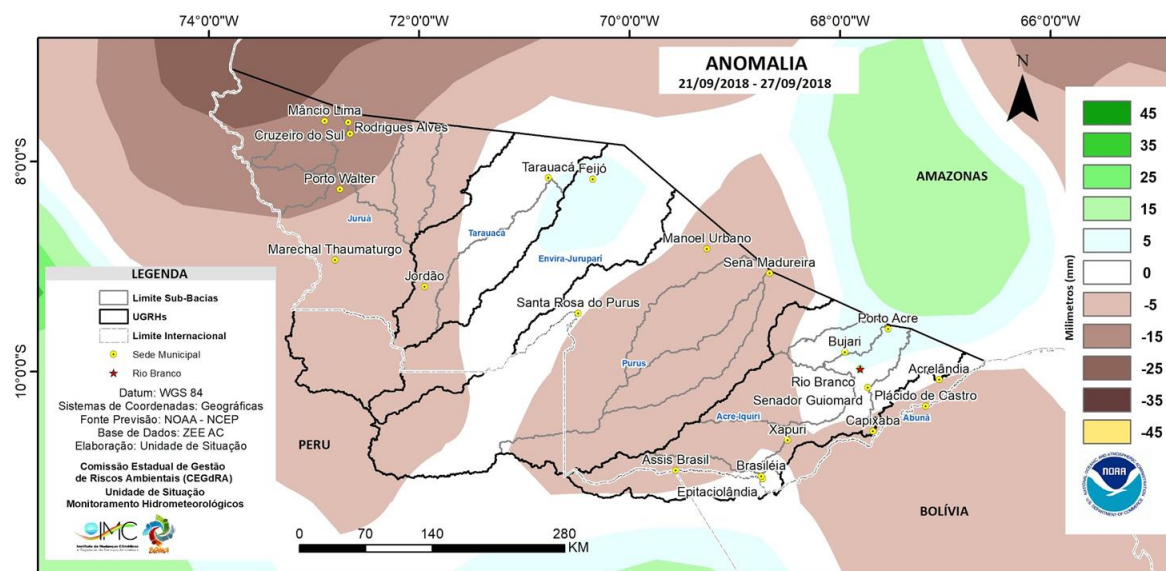 74°0'0"W
72°0'0"W
70°0'0"W
68°0'0"W
66°0'0"W
ANOMALIA
21/09/2018 - 27/09/2018
N
8°0'0"S
10°0'0"S
Mâncio Lima
Rodrigues Alves
Cruzeiro do Sul
Porto Walter
Juruá
Marechal Thaumaturgo
Jordão
Tarauacá
Feijó
Tarauacá
Envira-Jurupari
Santa Rosa do Purus
Manoel Urbano
Sena Madureira
Purus
Porto Acre
Bujari
Rio Branco
Acrelândia
Senador Guiomard
Plácido de Castro
Abunã
Capixaba
Acre-Iquiri
Xapuri
Assis Brasil
Brasiléia
Epitaciolândia
AMAZONAS
PERU
BOLÍVIA
LEGENDA
Limite Sub-Bacias
UGRHs
Limite Internacional
Sede Municipal
Rio Branco
Datum: WGS 84
Sistemas de Coordenadas: Geográficas
Fonte Previsão: NOAA - NCEP
Base de Dados: ZEE AC
Elaboração: Unidade de Situação
Comissão Estadual de Gestão
de Riscos Ambientais (CEGdRA)
Unidade de Situação
Monitoramento Hidrometeorológicos
IMC
0 70 140 280
KM
Milímetros (mm)
45
35
25
15
5
0
-5
-15
-25
-35
-45
NOAA